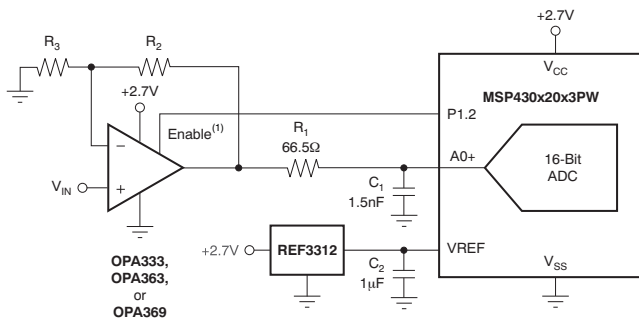 +2.7V
R3
R2
VCC
+2.7V
MSP430x20x3PW
Enable(1)
P1.2
R1
66.5Ω
−
A0+
16-Bit
ADC
VIN
+
C1
1.5nF
+2.7V
REF3312
VREF
C2
1μF
VSS
OPA333,
OPA363,
or
OPA369